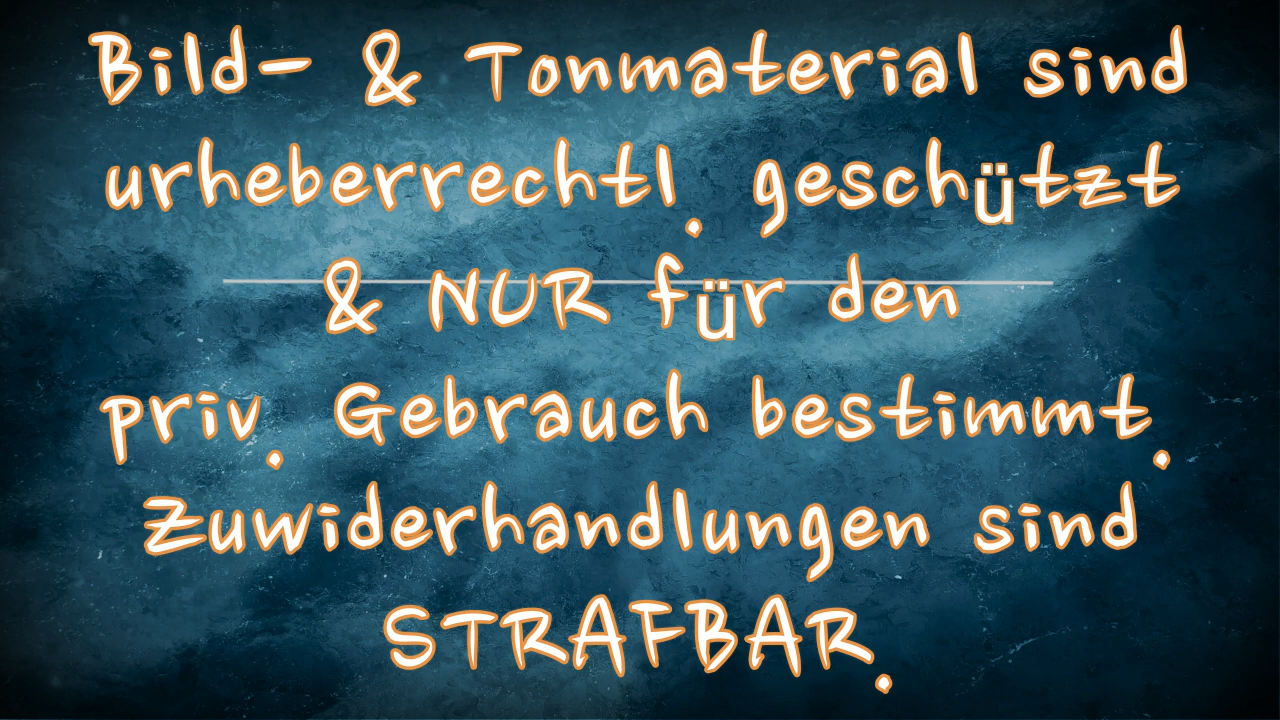 Bild- & Tonmaterial sind
urheberrechtl. geschützt
& NUR für den
priv. Gebrauch bestimmt.
Zuwiderhandlungen sind
STRAFBAR.